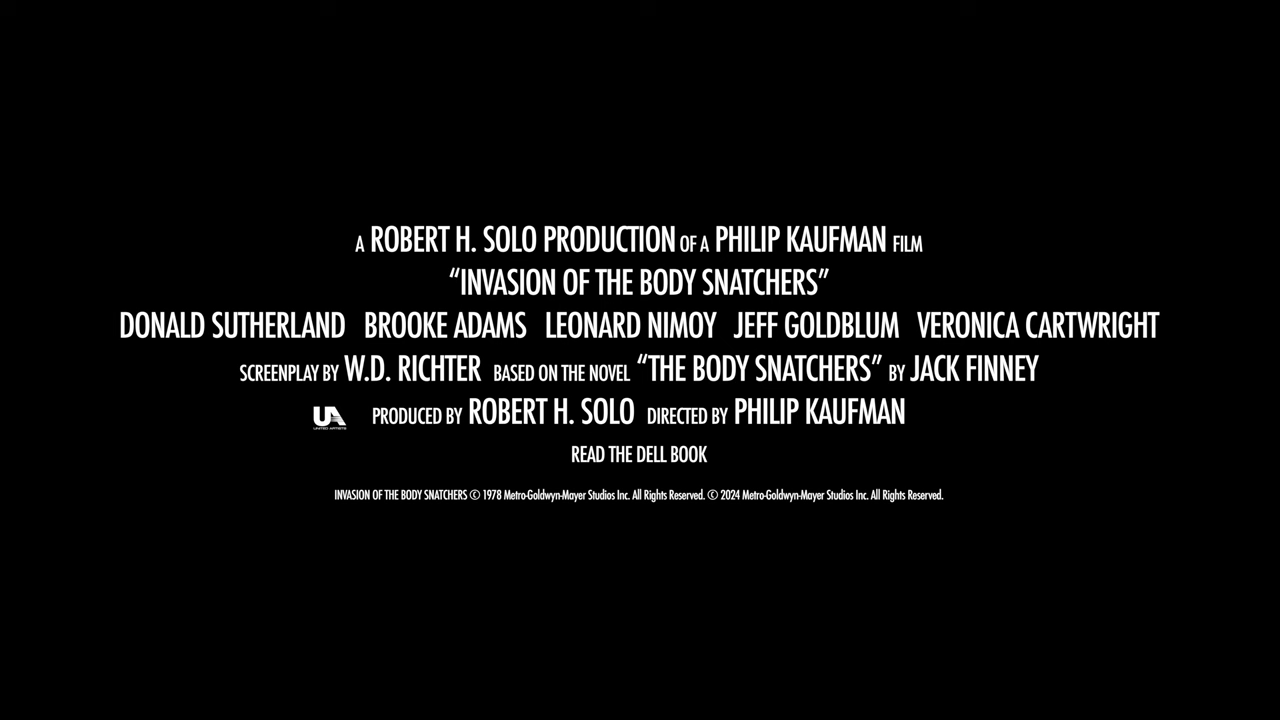 A ROBERT H. SOLO PRODUCTION OF A PHILIP KAUFMAN FILM
“INVASION OF THE BODY SNATCHERS”
DONALD SUTHERLAND BROOKE ADAMS LEONARD NIMOY JEFF GOLDBLUM VERONICA CARTWRIGHT
SCREENPLAY BY W.D. RICHTER BASED ON THE NOVEL “THE BODY SNATCHERS” BY JACK FINNEY
UA UNITED ARTISTS PRODUCED BY ROBERT H. SOLO DIRECTED BY PHILIP KAUFMAN
READ THE DELL BOOK
INVASION OF THE BODY SNATCHERS © 1978 Metro-Goldwyn-Mayer Studios Inc. All Rights Reserved. © 2024 Metro-Goldwyn-Mayer Studios Inc. All Rights Reserved.